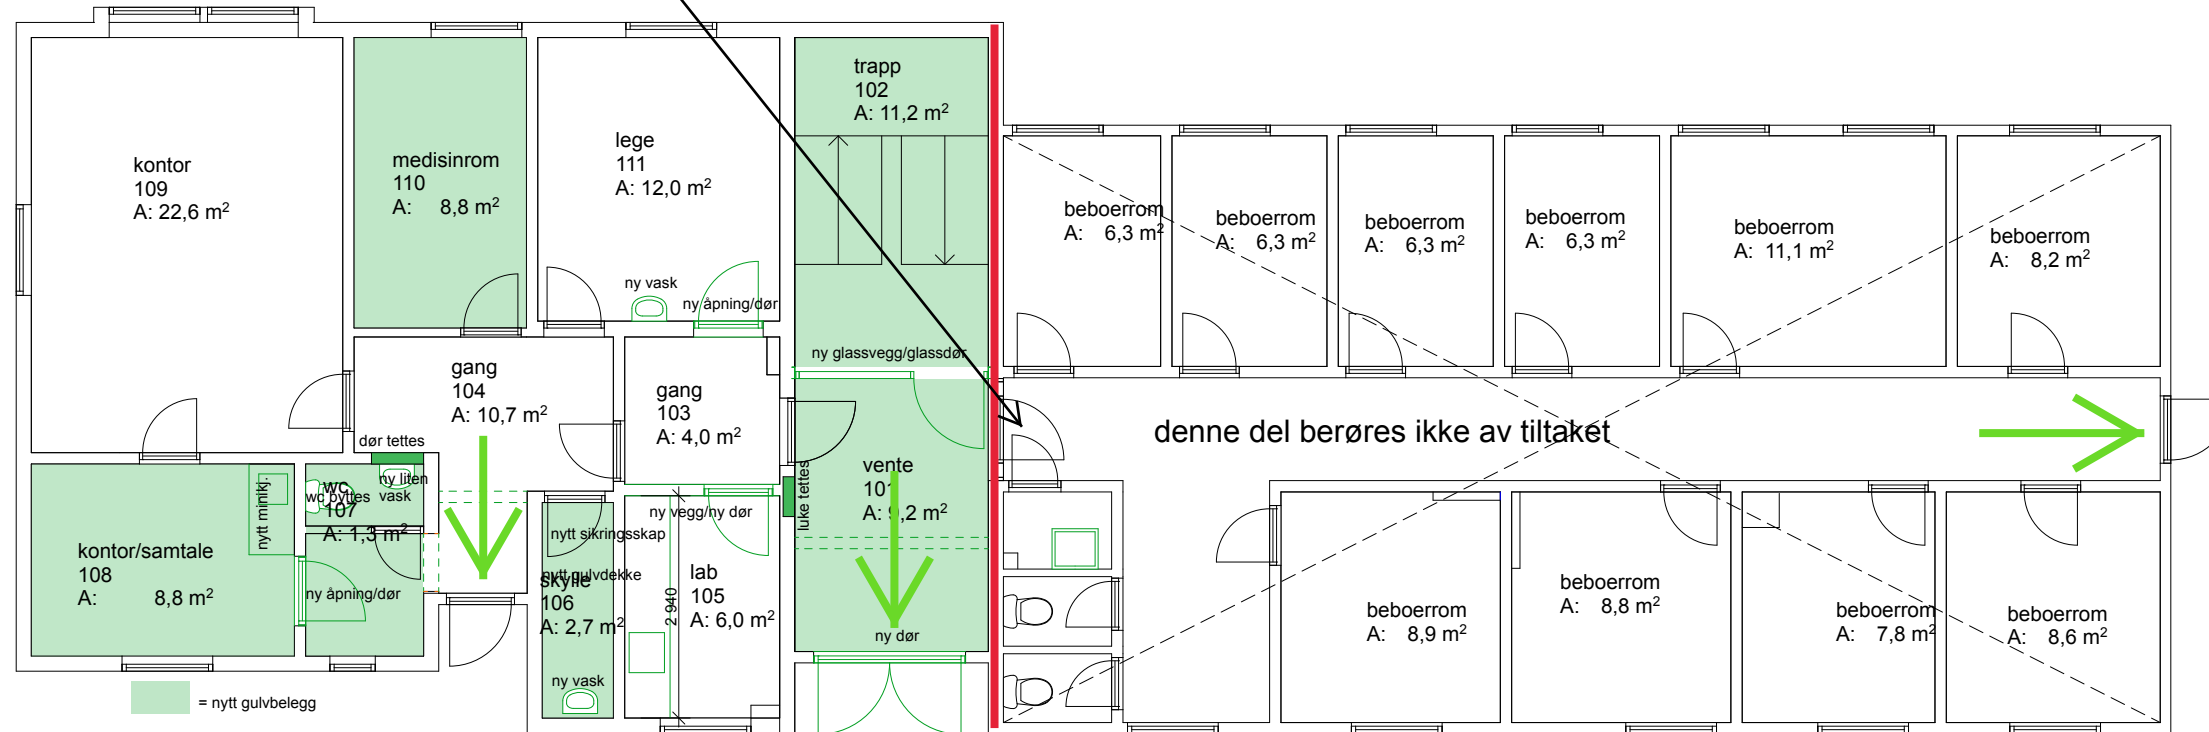 kontor
109
A: 22,6 m²
medisinrom
110
A: 8,8 m²
lege
111
A: 12,0 m²
ny vask
ny åpning/dør
trapp
102
A: 11,2 m²
ny glassvegg/glassdør
beboerrom
A: 6,3 m²
beboerrom
A: 6,3 m²
beboerrom
A: 6,3 m²
beboerrom
A: 6,3 m²
beboerrom
A: 11,1 m²
beboerrom
A: 8,2 m²
gang
104
A: 10,7 m²
gang
103
A: 4,0 m²
dør tettes
vente
101
A: 9,2 m²
luke tettes
ny dør
denne del berøres ikke av tiltaket
kontor/samtale
108
A: 8,8 m²
nytt minikj.
wc
107
A: 1,3 m²
wc byttes
ny liten
vask
ny åpning/dør
nytt sikringsskap
nytt gulvdekke
skylle
106
A: 2,7 m²
ny vask
ny vegg/ny dør
lab
105
A: 6,0 m²
2 940
beboerrom
A: 8,9 m²
beboerrom
A: 8,8 m²
beboerrom
A: 7,8 m²
beboerrom
A: 8,6 m²
= nytt gulvbelegg